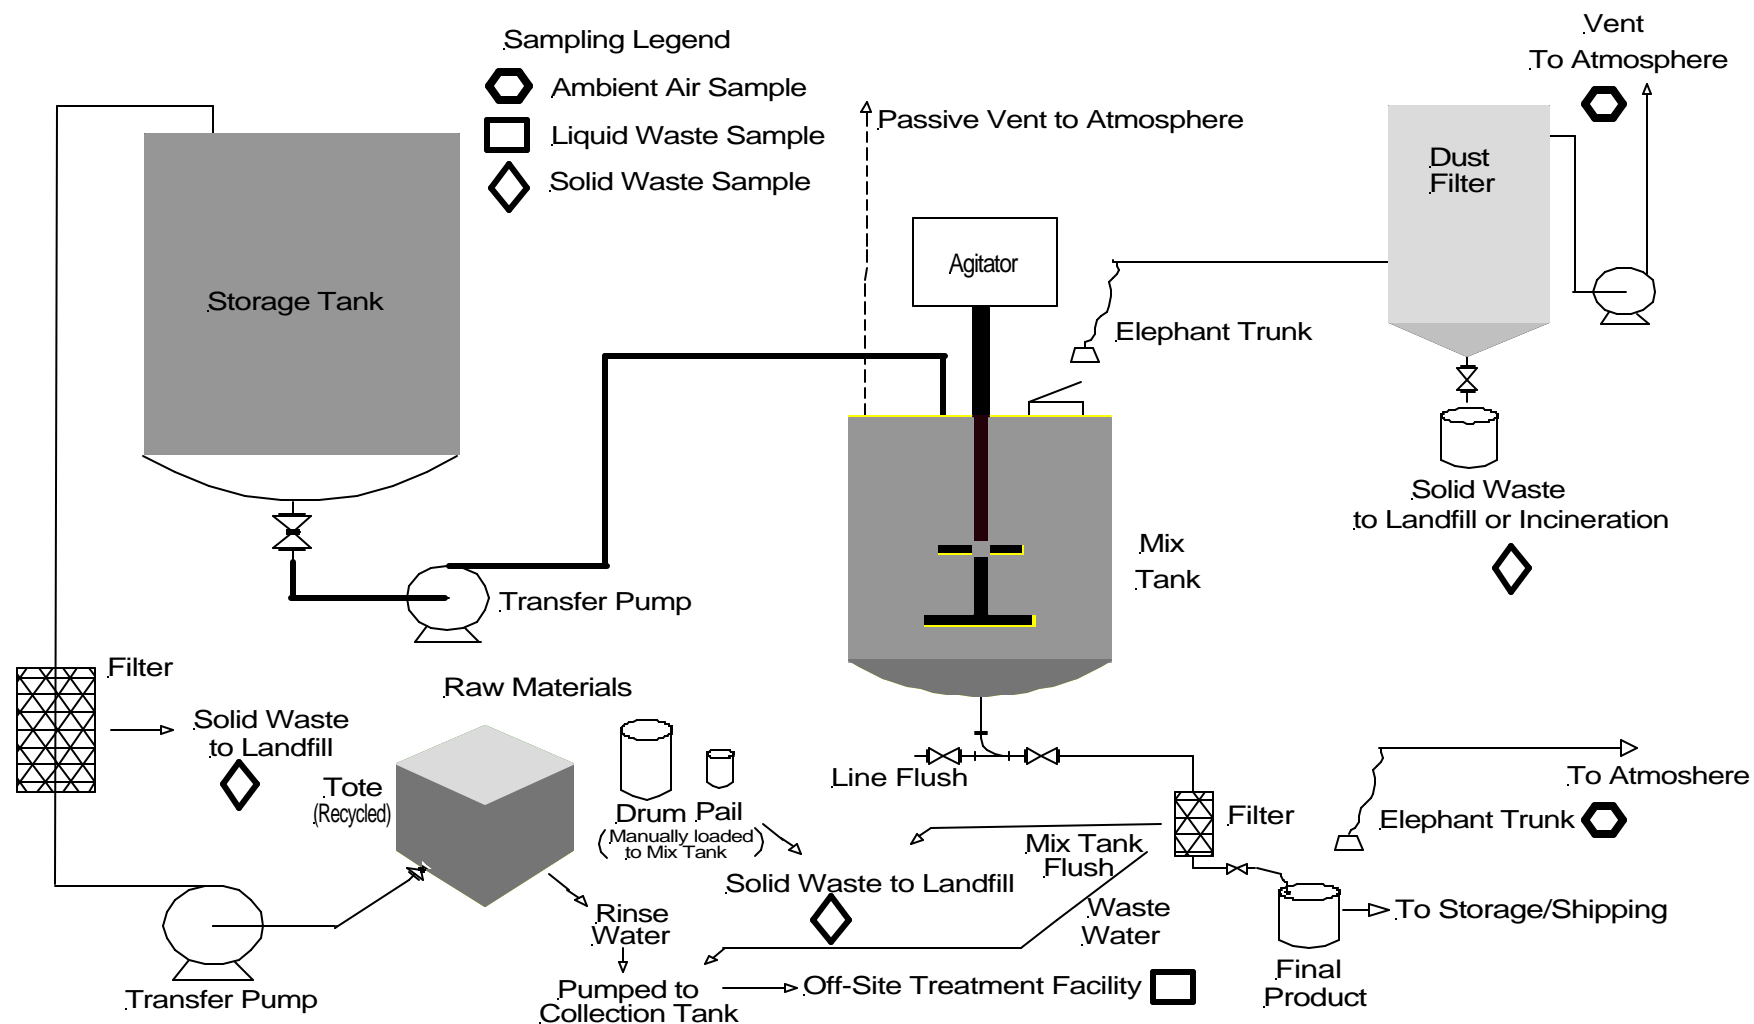 Sampling Legend
Ambient Air Sample
Liquid Waste Sample
Solid Waste Sample
Vent
To Atmosphere
Passive Vent to Atmosphere
Dust
Filter
Agitator
Storage Tank
Elephant Trunk
Solid Waste
to Landfill or Incineration
Mix
Tank
Transfer Pump
Filter
Raw Materials
Solid Waste
to Landfill
Tote
(Recycled)
Drum
Pail
(Manually loaded
to Mix Tank)
Line Flush
Filter
To Atmoshere
Elephant Trunk
Mix Tank
Flush
Solid Waste to Landfill
Rinse
Water
Waste
Water
To Storage/Shipping
Final
Product
Transfer Pump
Pumped to
Collection Tank
Off-Site Treatment Facility